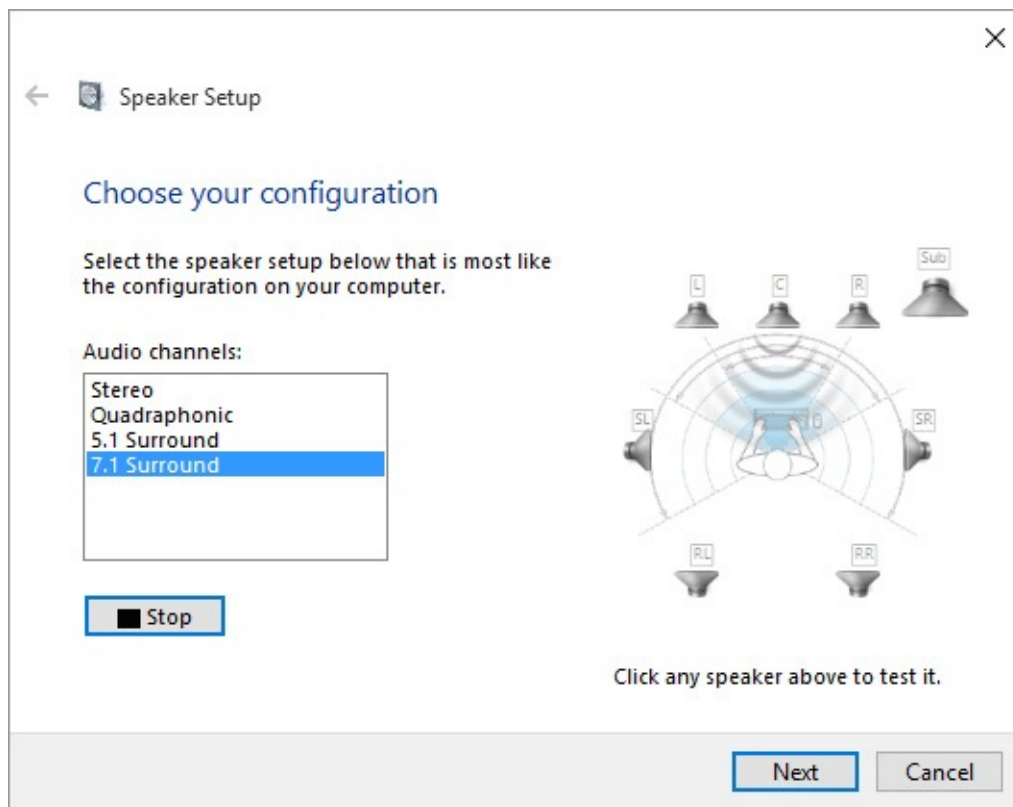 Speaker Setup
Choose your configuration
Select the speaker setup below that is most like
the configuration on your computer.
Audio channels:
Stereo
Quadraphonic
5.1 Surround
7.1 Surround
Stop
Sub
L C R
SL SR
RL RR
Click any speaker above to test it.
Next Cancel